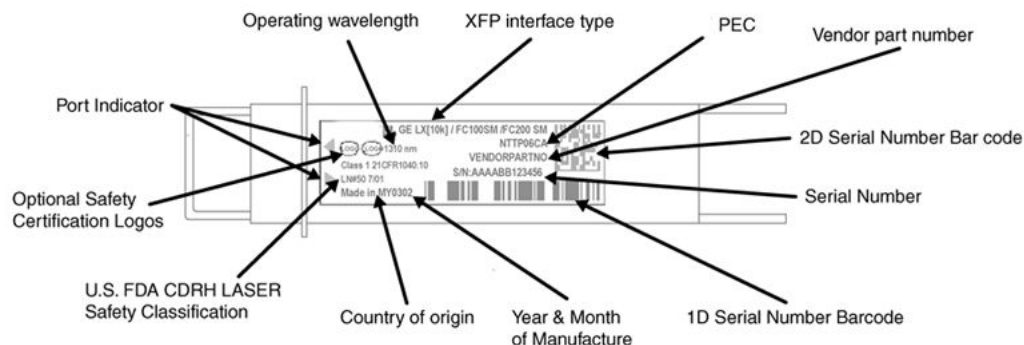 Operating wavelength
XFP interface type
PEC
Vendor part number
Port Indicator
GE LX[10k] / FC100SM /FC200 SM
LOGO LOGO 1310 nm
NTTP06CA
VENDORPARTNO
2D Serial Number Bar code
Class 1 21CFR1040:10
S/N:AAAABB123456
LN#50 7/01
Made in MY0302
Optional Safety
Certification Logos
Serial Number
U.S. FDA CDRH LASER
Safety Classification
Country of origin
Year & Month
of Manufacture
1D Serial Number Barcode